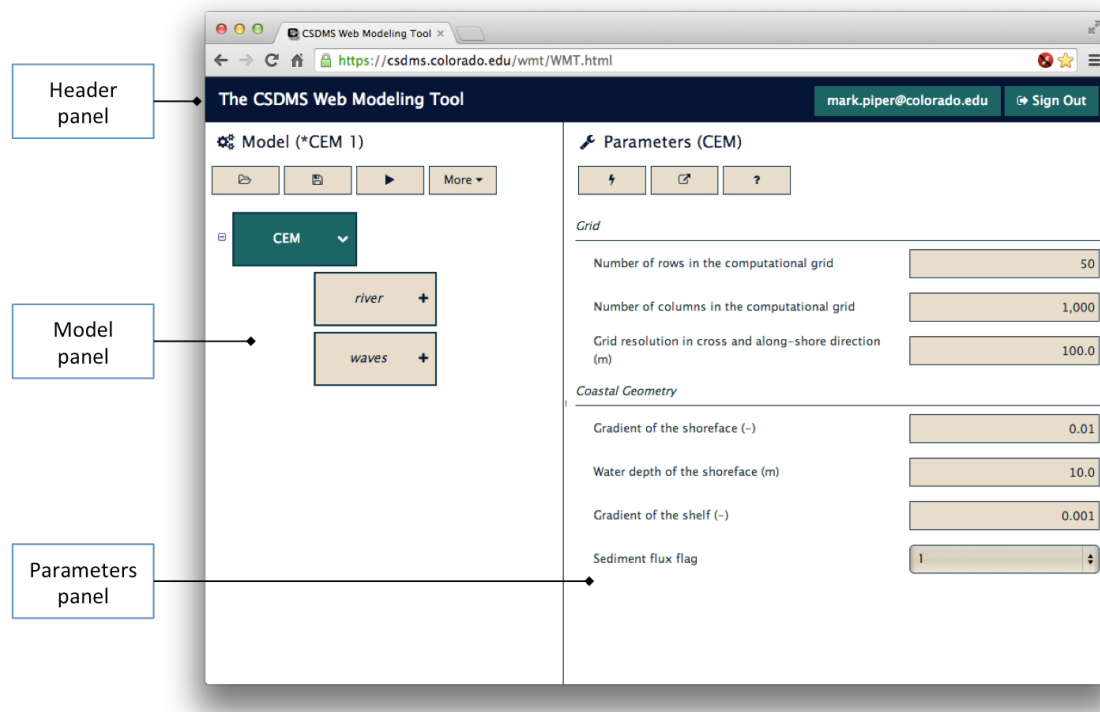 CSDMS Web Modeling Tool ×
https://csdms.colorado.edu/wmt/WMT.html
Header
panel
The CSDMS Web Modeling Tool
mark.piper@colorado.edu
Sign Out
Model (*CEM 1)
More
CEM
river +
waves +
Model
panel
Parameters (CEM)
?
Grid
Number of rows in the computational grid 50
Number of columns in the computational grid 1,000
Grid resolution in cross and along-shore direction
(m) 100.0
Coastal Geometry
Gradient of the shoreface (-) 0.01
Water depth of the shoreface (m) 10.0
Gradient of the shelf (-) 0.001
Sediment flux flag 1
Parameters
panel